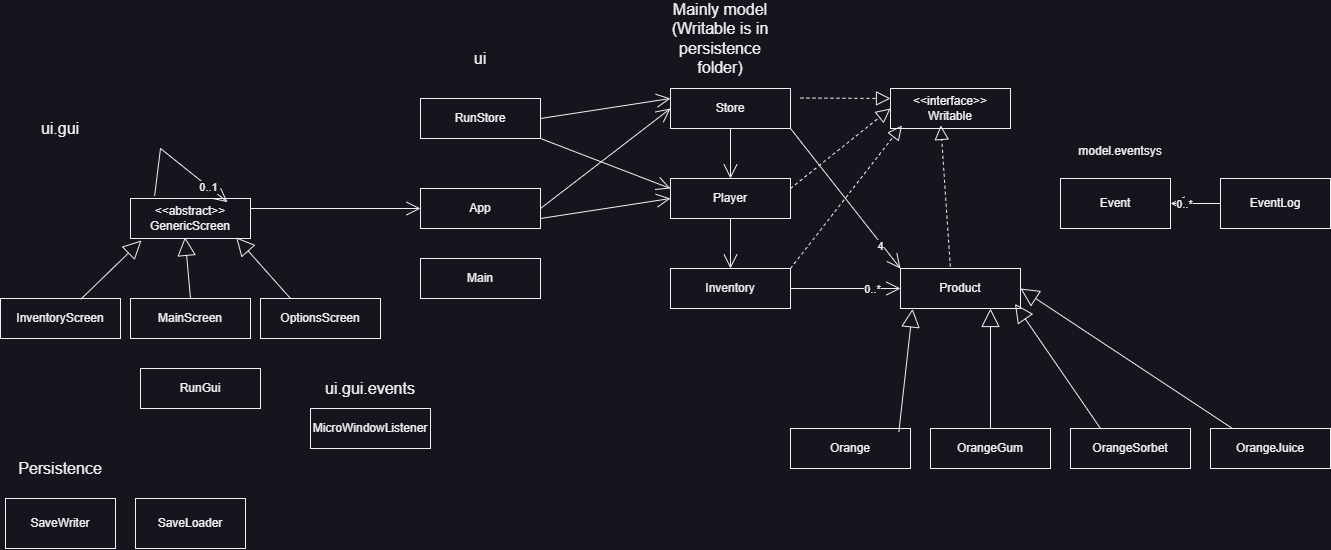 Mainly model
(Writable is in
persistence
folder)
ui
RunStore
Store
<<interface>>
Writable
ui.gui
model.eventsys
0..1
<<abstract>>
GenericScreen
App
Player
Event
0..*
EventLog
4
Main
Inventory
0..*
Product
InventoryScreen
MainScreen
OptionsScreen
RunGui
ui.gui.events
MicroWindowListener
Orange
OrangeGum
OrangeSorbet
OrangeJuice
Persistence
SaveWriter
SaveLoader